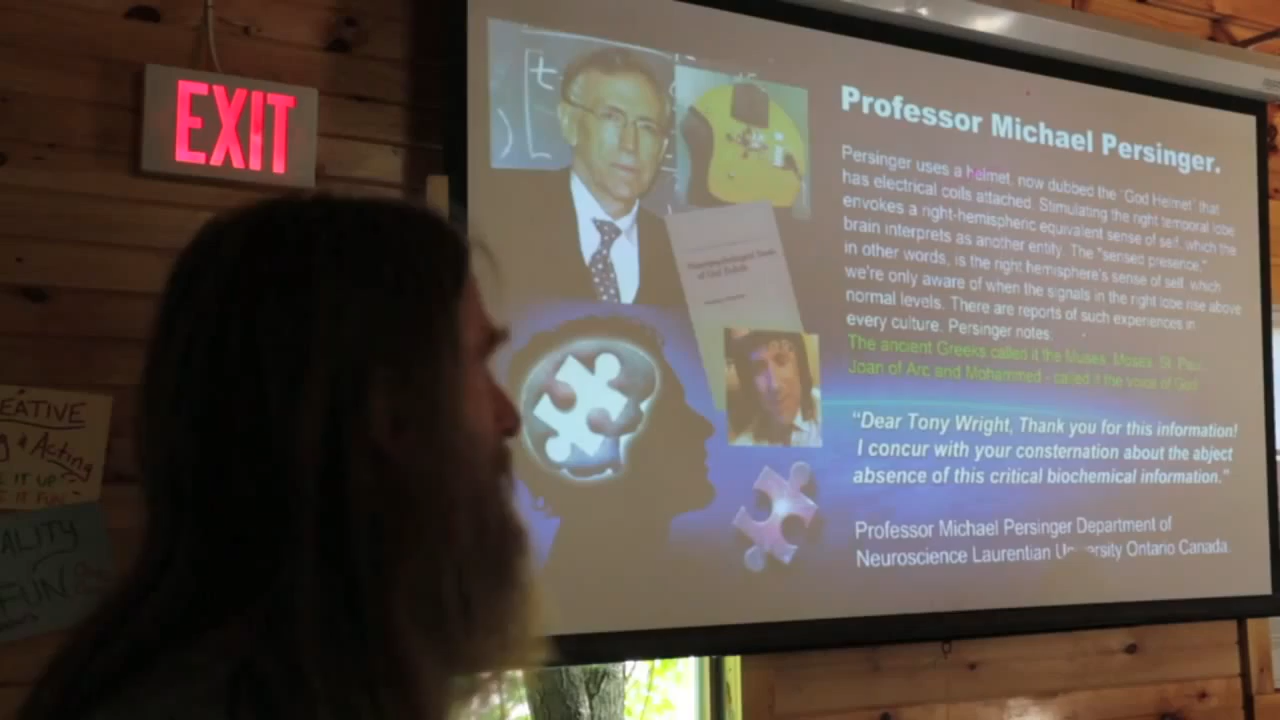 EXIT
Professor Michael Persinger.
Persinger uses a helmet, now dubbed the "God Helmet" that
has electrical coils attached. Stimulating the right temporal lobe
envokes a right-hemispheric equivalent sense of self, which the
brain interprets as another entity. The "sensed presence,"
in other words, is the right hemisphere's sense of self, which
we're only aware of when the signals in the right lobe rise above
normal levels. There are reports of such experiences in
every culture. Persinger notes:
The ancient Greeks called it the Muses. Moses, St. Paul,
Joan of Arc and Mohammed - called it the voice of God.
"Dear Tony Wright, Thank you for this information!
I concur with your consternation about the abject
absence of this critical biochemical information."
Professor Michael Persinger Department of
Neuroscience Laurentian University Ontario Canada.
t
of God Beliefs
EATIVE
g & Acting
E IT UP
E IT FUN
ALITY
FUN